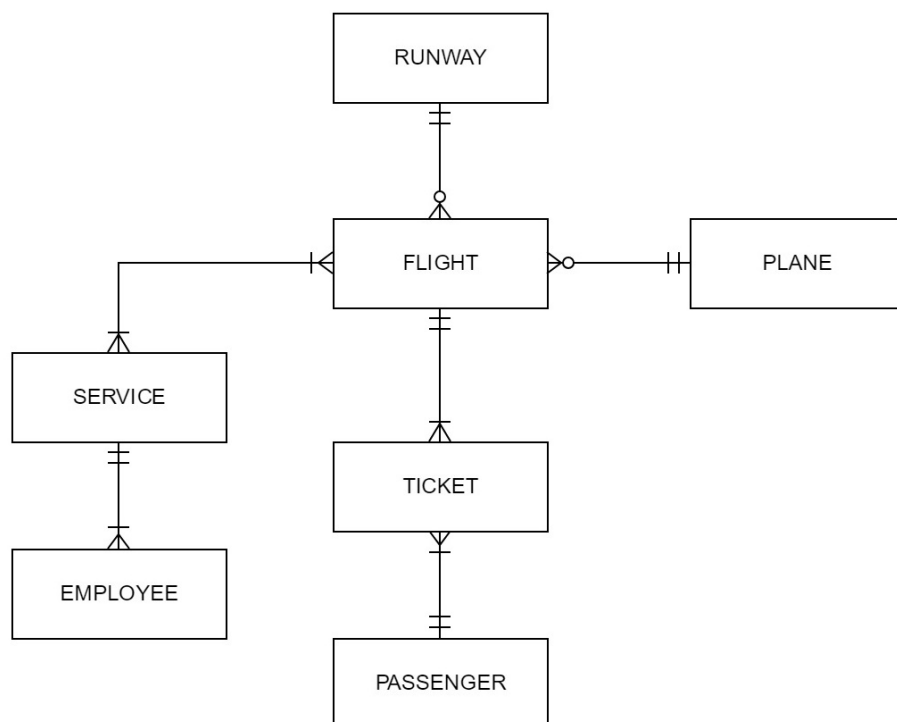 RUNWAY
FLIGHT
PLANE
SERVICE
TICKET
EMPLOYEE
PASSENGER